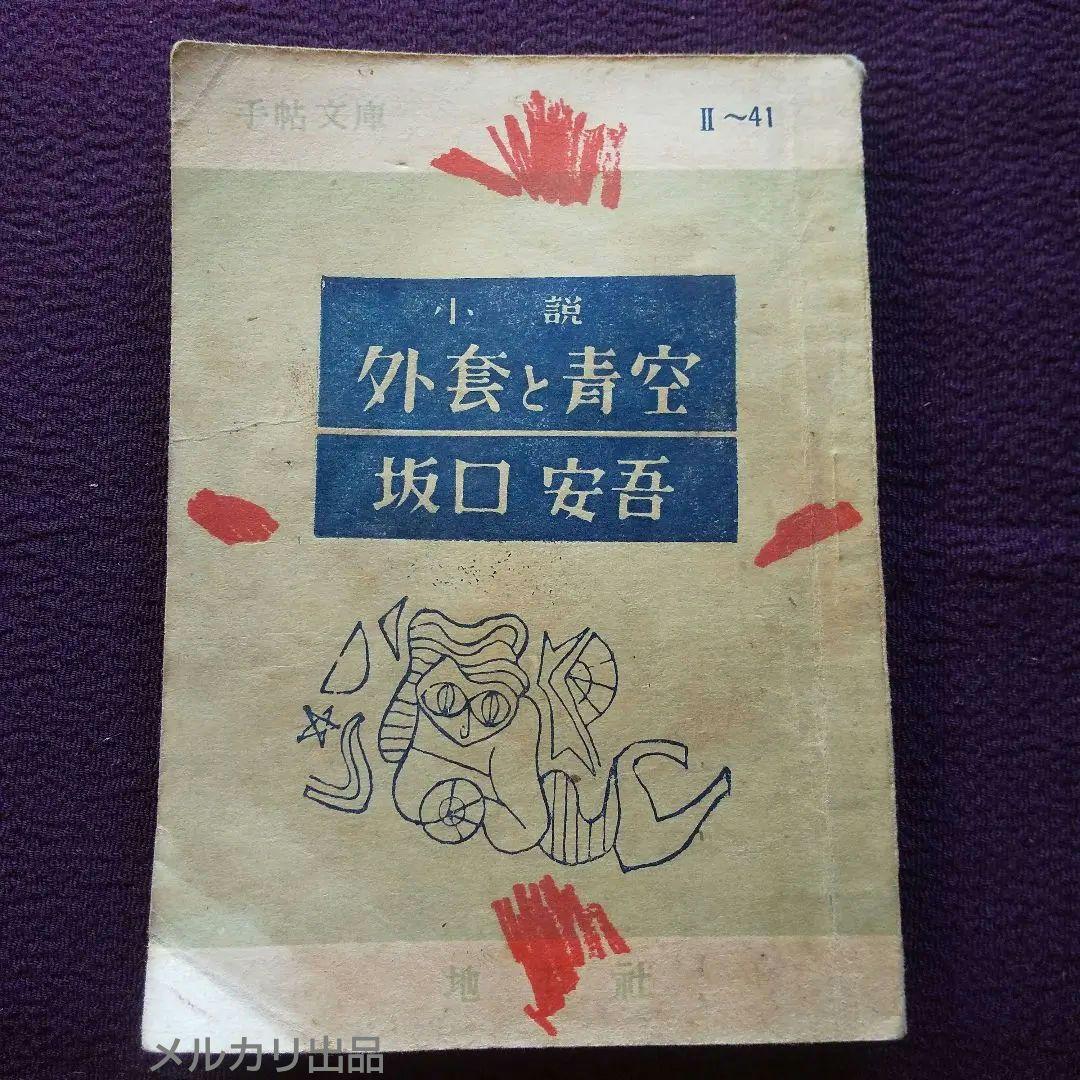 手帖文庫
II〜41
小説
外套と青空
坂口 安吾
地 社
メルカリ出品